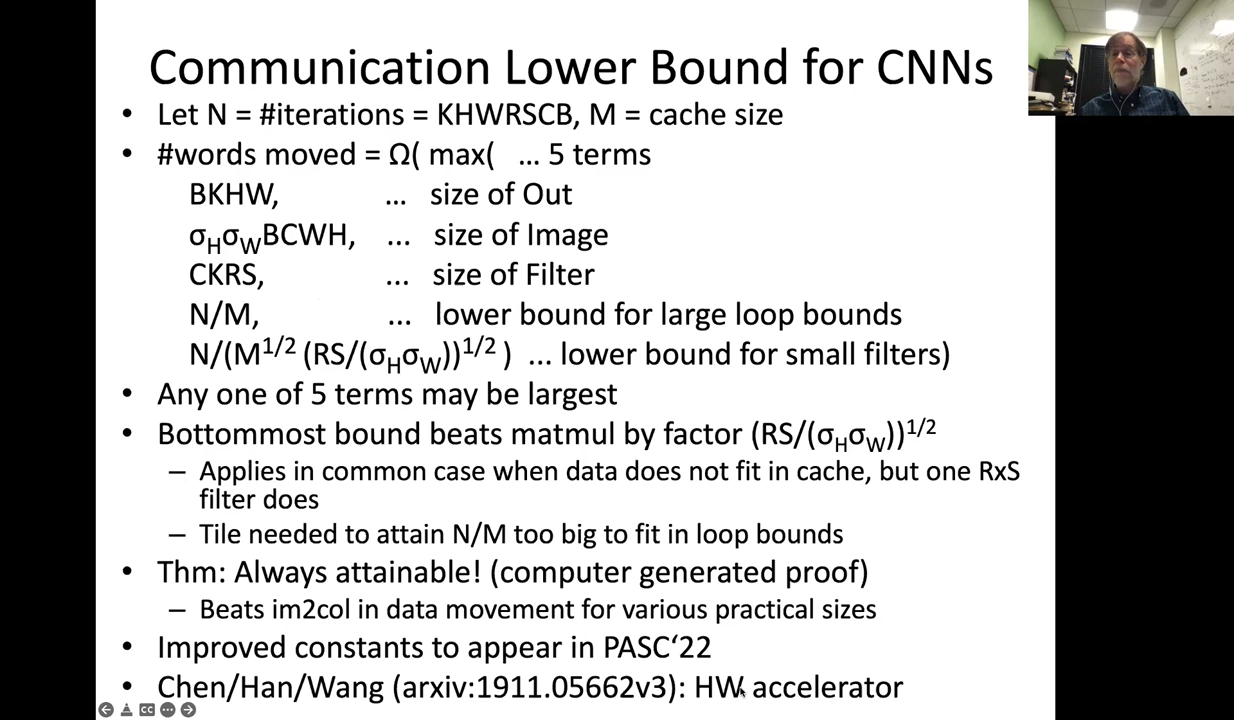 Communication Lower Bound for CNNs
• Let N = #iterations = KHWRSCB, M = cache size
• #words moved = Ω( max( ... 5 terms
BKHW, ... size of Out
σHσWBCWH, ... size of Image
CKRS, ... size of Filter
N/M, ... lower bound for large loop bounds
N/(M1/2 (RS/(σHσW))1/2 ) ... lower bound for small filters)
• Any one of 5 terms may be largest
• Bottommost bound beats matmul by factor (RS/(σHσW))1/2
– Applies in common case when data does not fit in cache, but one RxS
filter does
– Tile needed to attain N/M too big to fit in loop bounds
• Thm: Always attainable! (computer generated proof)
– Beats im2col in data movement for various practical sizes
• Improved constants to appear in PASC‘22
• Chen/Han/Wang (arxiv:1911.05662v3): HW accelerator
CC